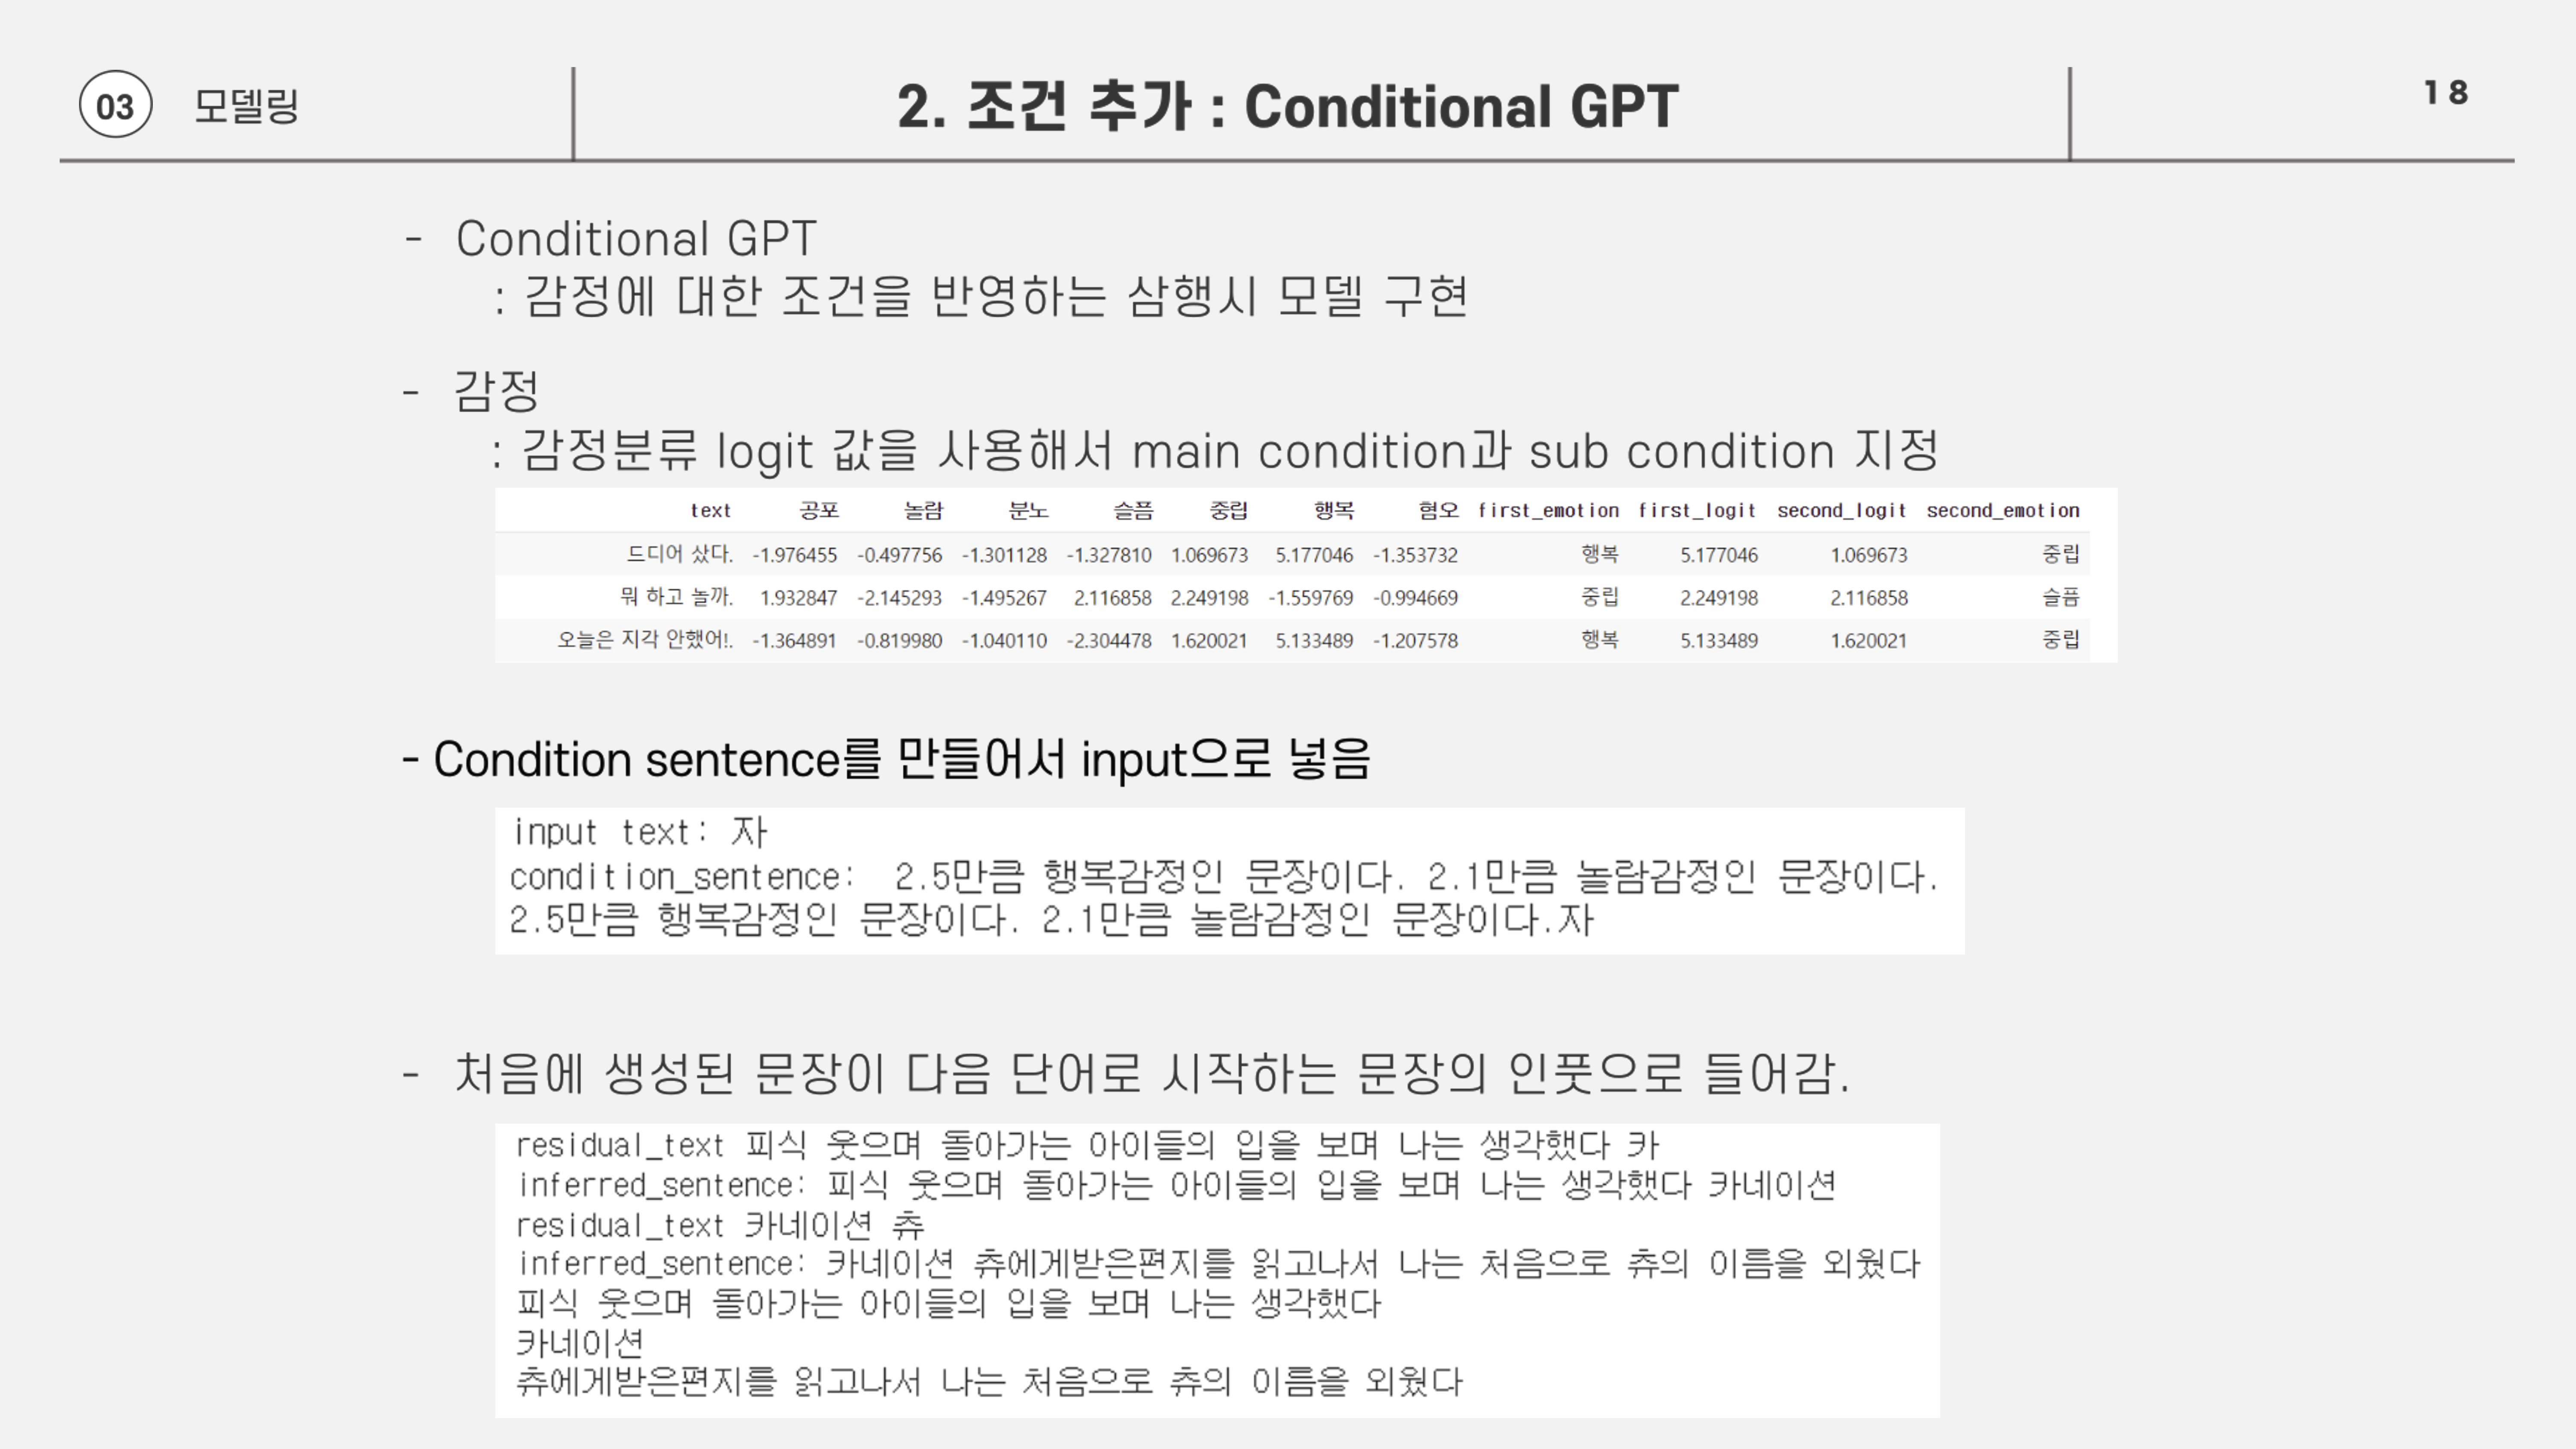 03 모델링
2. 조건 추가 : Conditional GPT
18
- Conditional GPT
: 감정에 대한 조건을 반영하는 삼행시 모델 구현
- 감정
: 감정분류 logit 값을 사용해서 main condition과 sub condition 지정
text 공포 놀람 분노 슬픔 중립 행복 혐오 first_emotion first_logit second_logit second_emotion
드디어 샀다. -1.976455 -0.497756 -1.301128 -1.327810 1.069673 5.177046 -1.353732 행복 5.177046 1.069673 중립
뭐 하고 놀까. 1.932847 -2.145293 -1.495267 2.116858 2.249198 -1.559769 -0.994669 중립 2.249198 2.116858 슬픔
오늘은 지각 안했어!. -1.364891 -0.819980 -1.040110 -2.304478 1.620021 5.133489 -1.207578 행복 5.133489 1.620021 중립
- Condition sentence를 만들어서 input으로 넣음
input text: 자
condition_sentence: 2.5만큼 행복감정인 문장이다. 2.1만큼 놀람감정인 문장이다.
2.5만큼 행복감정인 문장이다. 2.1만큼 놀람감정인 문장이다.자
- 처음에 생성된 문장이 다음 단어로 시작하는 문장의 인풋으로 들어감.
residual_text 피식 웃으며 돌아가는 아이들의 입을 보며 나는 생각했다 카
inferred_sentence: 피식 웃으며 돌아가는 아이들의 입을 보며 나는 생각했다 카네이션
residual_text 카네이션 츄
inferred_sentence: 카네이션 츄에게받은편지를 읽고나서 나는 처음으로 츄의 이름을 외웠다
피식 웃으며 돌아가는 아이들의 입을 보며 나는 생각했다
카네이션
츄에게받은편지를 읽고나서 나는 처음으로 츄의 이름을 외웠다